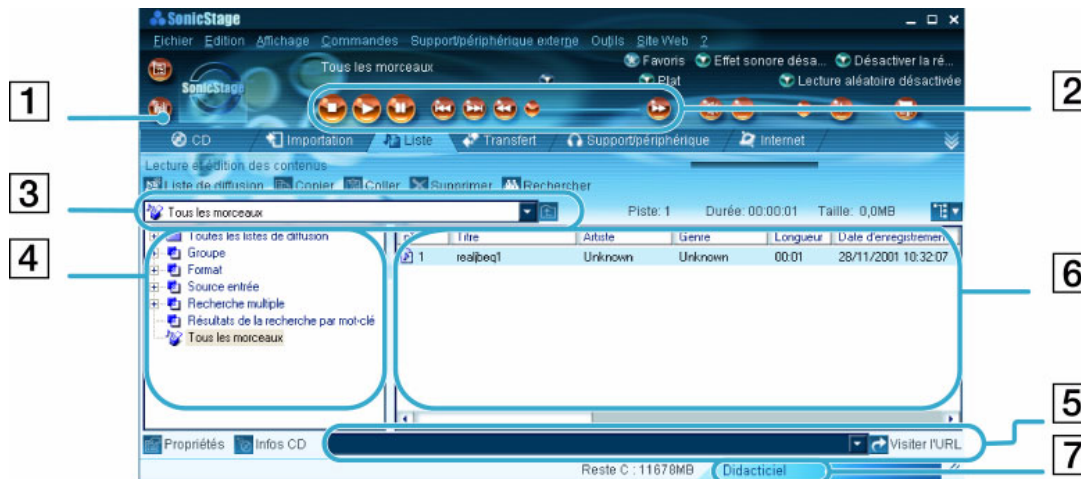 SonicStage
Fichier Edition Affichage Commandes Support/périphérique externe Outils Site Web ?
Tous les morceaux
Favoris Effet sonore désa... Désactiver la ré...
Plat Lecture aléatoire désactivée
SonicStage
1
2
CD Importation Liste Transfert Support/périphérique Internet
Lecture et édition des contenus
Liste de diffusion Copier Coller Supprimer Rechercher
3
Tous les morceaux Piste: 1 Durée: 00:00:01 Taille: 0,0MB
4
Toutes les listes de diffusion
Groupe
Format
Source entrée
Recherche multiple
Résultats de la recherche par mot-clé
Tous les morceaux
Titre Artiste Genre Longueur Date d'enregistremen
1 realjbeq1 Unknown Unknown 00:01 28/11/2001 10:32:07
6
5
Propriétés Infos CD Visiter l'URL
7
Reste C : 11678MB Didacticiel